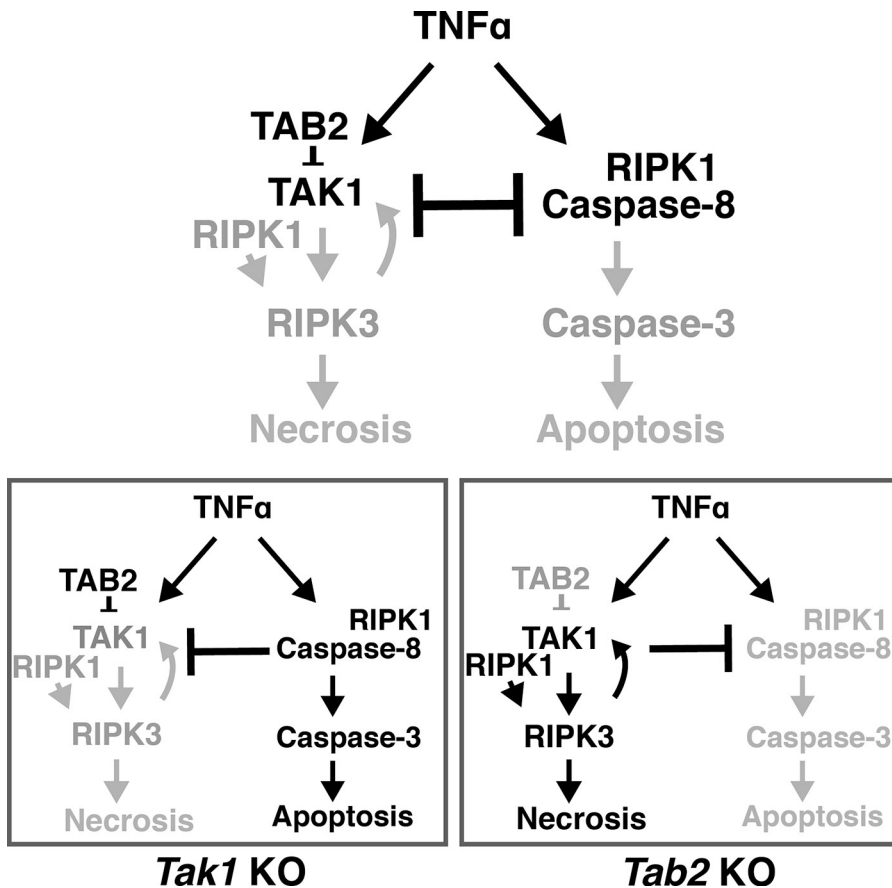 TNFα
TAB2
TAK1
RIPK1
Caspase-8
RIPK1
RIPK3
Caspase-3
Necrosis
Apoptosis
TNFα
TAB2
TAK1
RIPK1
Caspase-8
RIPK1
RIPK3
Caspase-3
Necrosis
Apoptosis
Tak1 KO
TNFα
TAB2
TAK1
RIPK1
Caspase-8
RIPK1
RIPK3
Caspase-3
Necrosis
Apoptosis
Tab2 KO